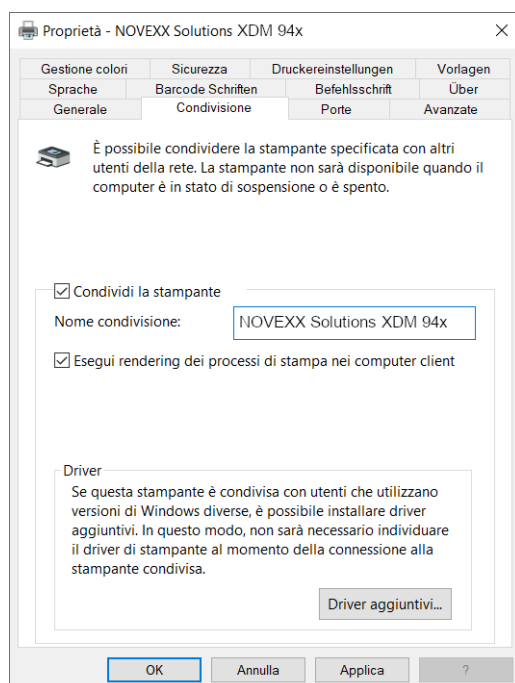 Proprietà - NOVEXX Solutions XDM 94x
Gestione colori Sicurezza Druckereinstellungen Vorlagen
Sprache Barcode Schriften Befehlsschrift Über
Generale Condivisione Porte Avanzate
È possibile condividere la stampante specificata con altri
utenti della rete. La stampante non sarà disponibile quando il
computer è in stato di sospensione o è spento.
Condividi la stampante
Nome condivisione: NOVEXX Solutions XDM 94x
Esegui rendering dei processi di stampa nei computer client
Driver
Se questa stampante è condivisa con utenti che utilizzano
versioni di Windows diverse, è possibile installare driver
aggiuntivi. In questo modo, non sarà necessario individuare
il driver di stampante al momento della connessione alla
stampante condivisa.
Driver aggiuntivi...
OK Annulla Applica ?